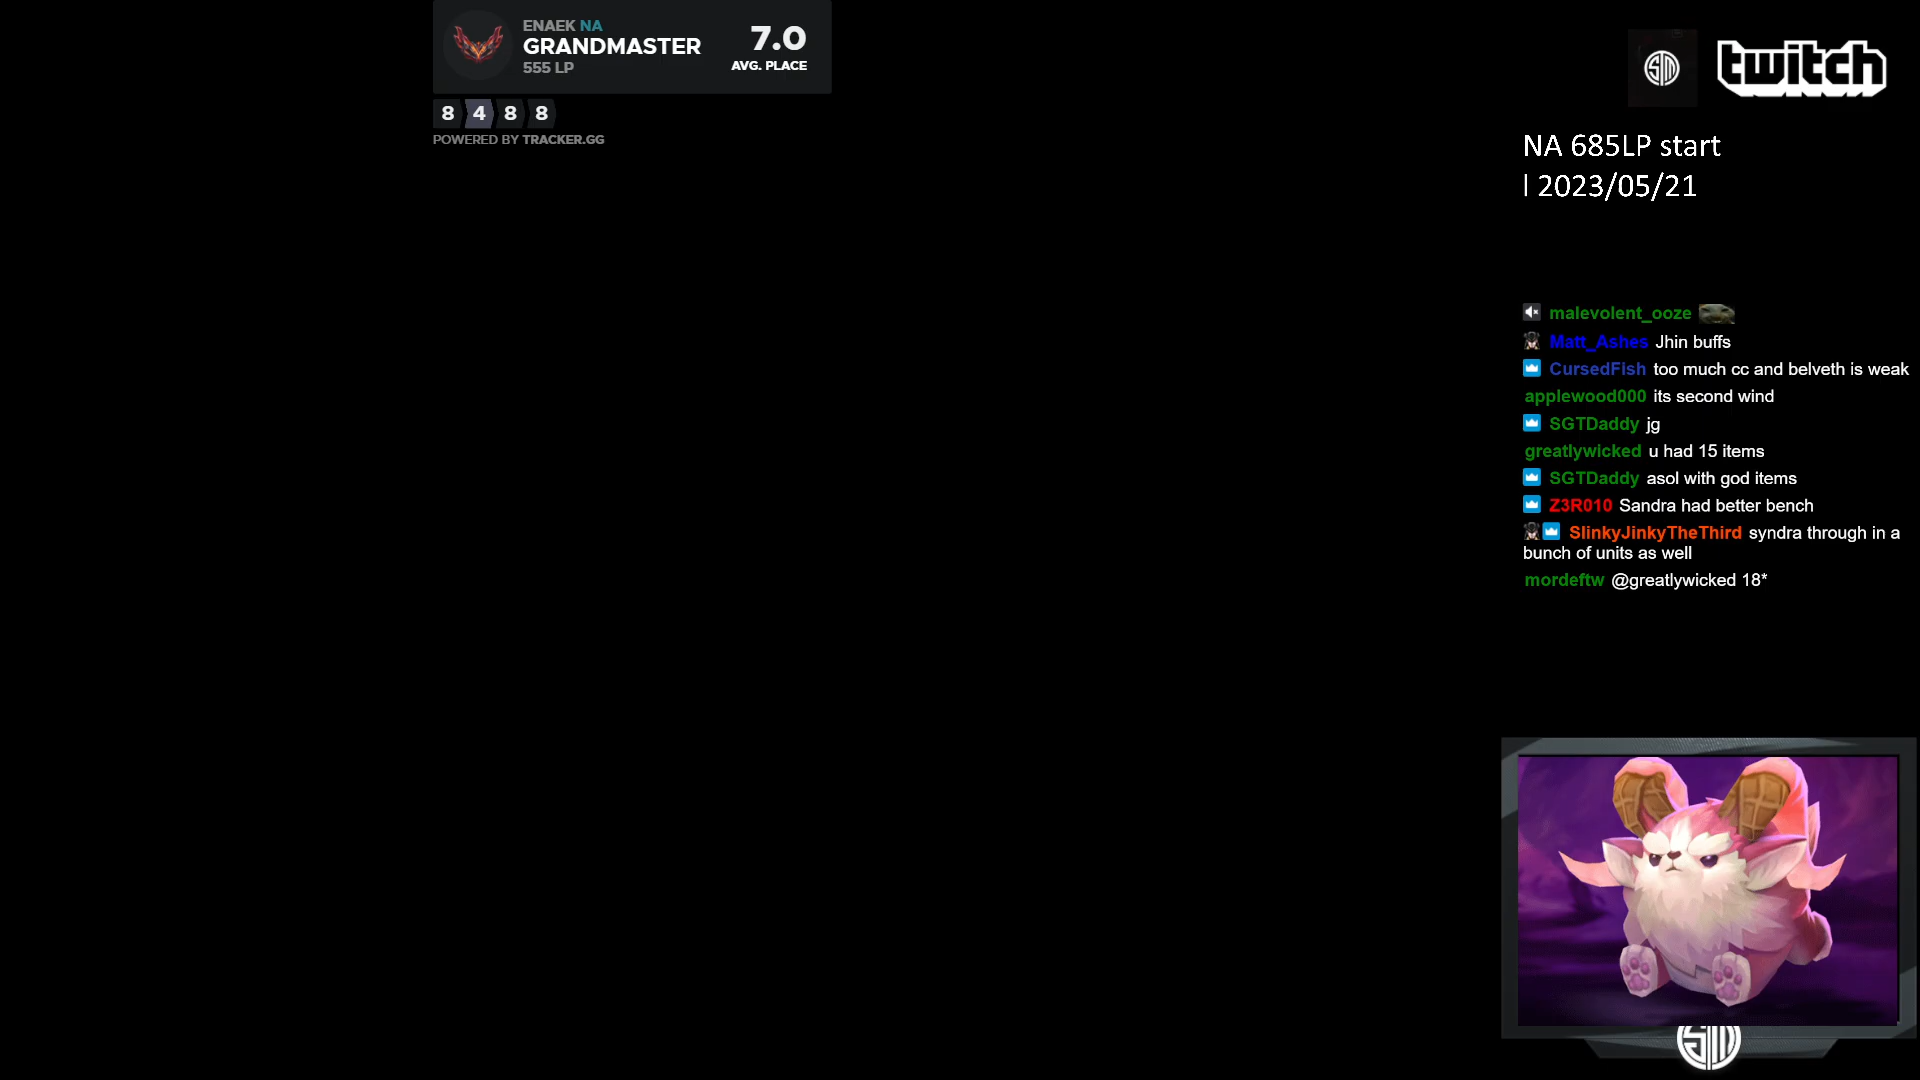 ENAEK NA
GRANDMASTER
555 LP
7.0
AVG. PLACE
8 4 8 8
POWERED BY TRACKER.GG
TSM
twitch
NA 685LP start
| 2023/05/21
malevolent_ooze
Matt_Ashes Jhin buffs
CursedFish too much cc and belveth is weak
applewood000 its second wind
SGTDaddy jg
greatlywicked u had 15 items
SGTDaddy asol with god items
Z3R010 Sandra had better bench
SlinkyJinkyTheThird syndra through in a
bunch of units as well
mordeftw @greatlywicked 18*
TSM